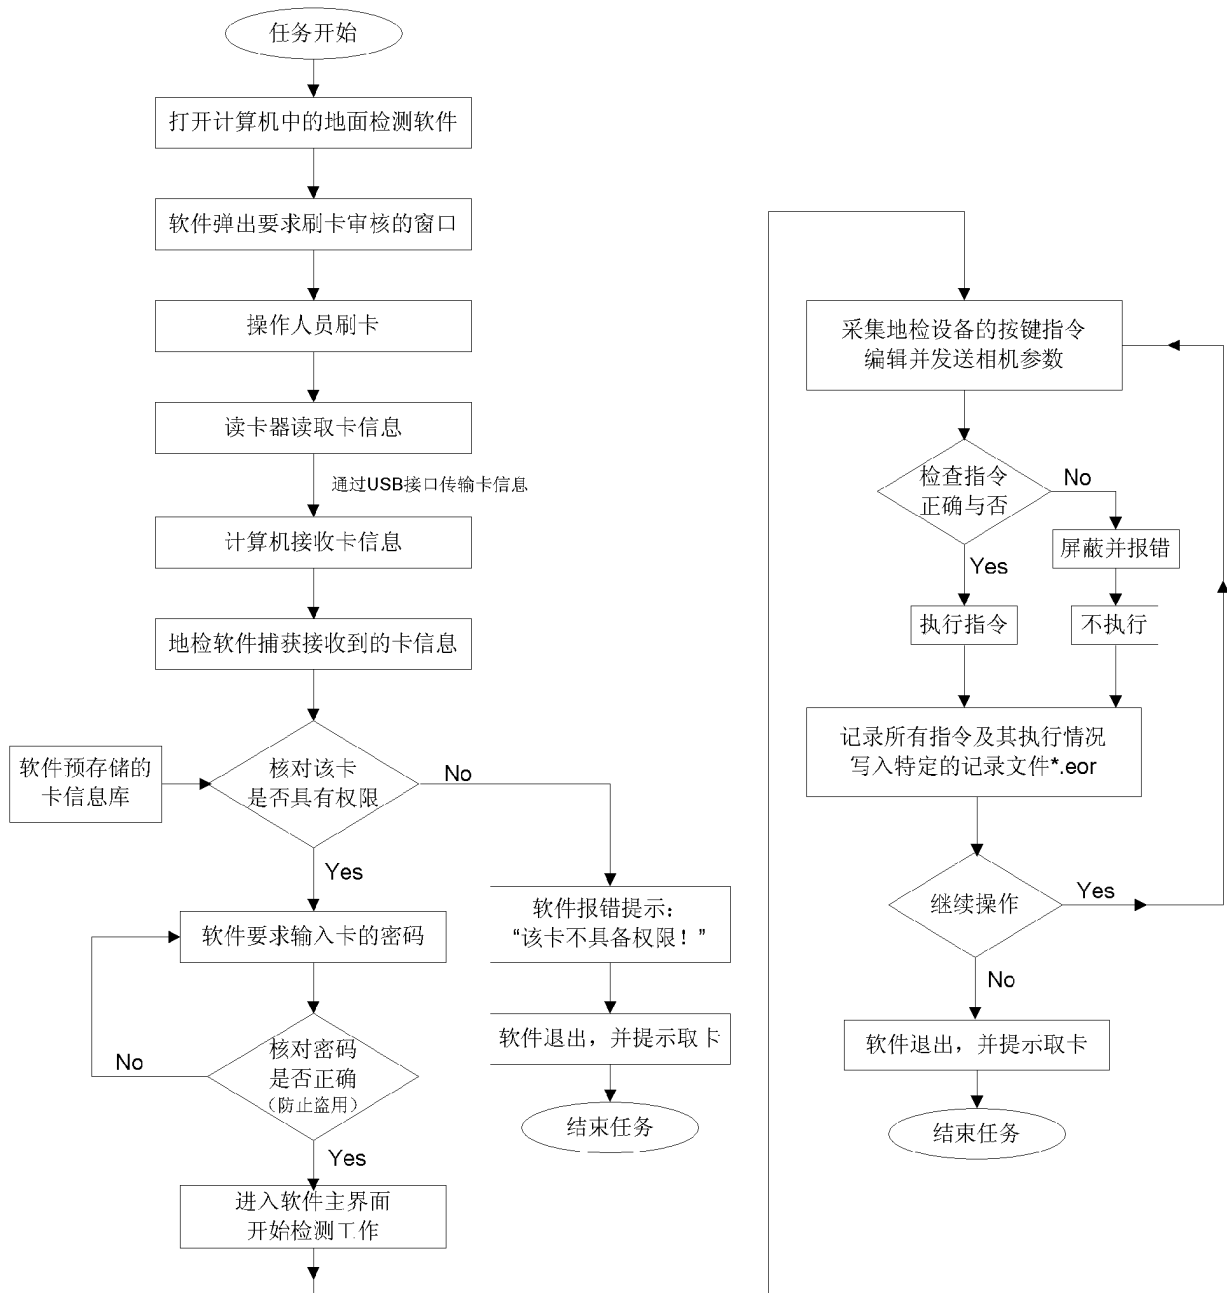 任务开始
打开计算机中的地面检测软件
软件弹出要求刷卡审核的窗口
操作人员刷卡
读卡器读取卡信息
通过USB接口传输卡信息
计算机接收卡信息
地检软件捕获接收到的卡信息
软件预存储的
卡信息库
核对该卡
是否具有权限
No
Yes
软件报错提示：
“该卡不具备权限！”
软件要求输入卡的密码
软件退出，并提示取卡
核对密码
是否正确
（防止盗用）
No
结束任务
Yes
进入软件主界面
开始检测工作
采集地检设备的按键指令
编辑并发送相机参数
检查指令
正确与否
No
屏蔽并报错
Yes
执行指令
不执行
记录所有指令及其执行情况
写入特定的记录文件*.eor
继续操作
Yes
No
软件退出，并提示取卡
结束任务